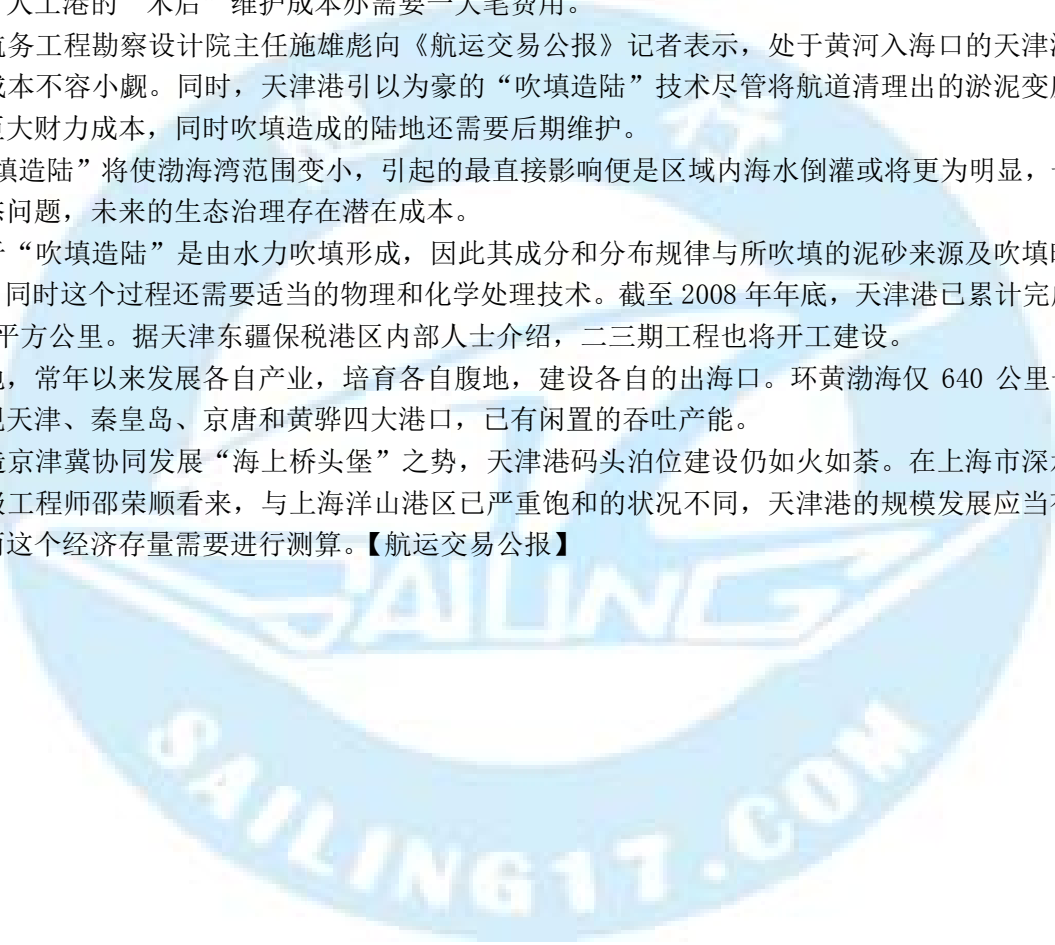 人工港的“术后”维护成本亦需要一大笔费用。
航务工程勘察设计院主任施雄彪向《航运交易公报》记者表示，处于黄河入海口的天津
成本不容小觑。同时，天津港引以为豪的“吹填造陆”技术尽管将航道清理出的淤泥变
巨大财力成本，同时吹填造成的陆地还需要后期维护。
填造陆”将使渤海湾范围变小，引起的最直接影响便是区域内海水倒灌或将更为明显，
态问题，未来的生态治理存在潜在成本。
于“吹填造陆”是由水力吹填形成，因此其成分和分布规律与所吹填的泥砂来源及吹填
同时这个过程还需要适当的物理和化学处理技术。截至 2008 年年底，天津港已累计完
平方公里。据天津东疆保税港区内部人士介绍，二三期工程也将开工建设。
地，常年以来发展各自产业，培育各自腹地，建设各自的出海口。环黄渤海仅 640 公里
现天津、秦皇岛、京唐和黄骅四大港口，已有闲置的吞吐产能。
造京津冀协同发展“海上桥头堡”之势，天津港码头泊位建设仍如火如荼。在上海市深
级工程师邵荣顺看来，与上海洋山港区已严重饱和的状况不同，天津港的规模发展应当
而这个经济存量需要进行测算。【航运交易公报】
SAILING
SAILING17.COM